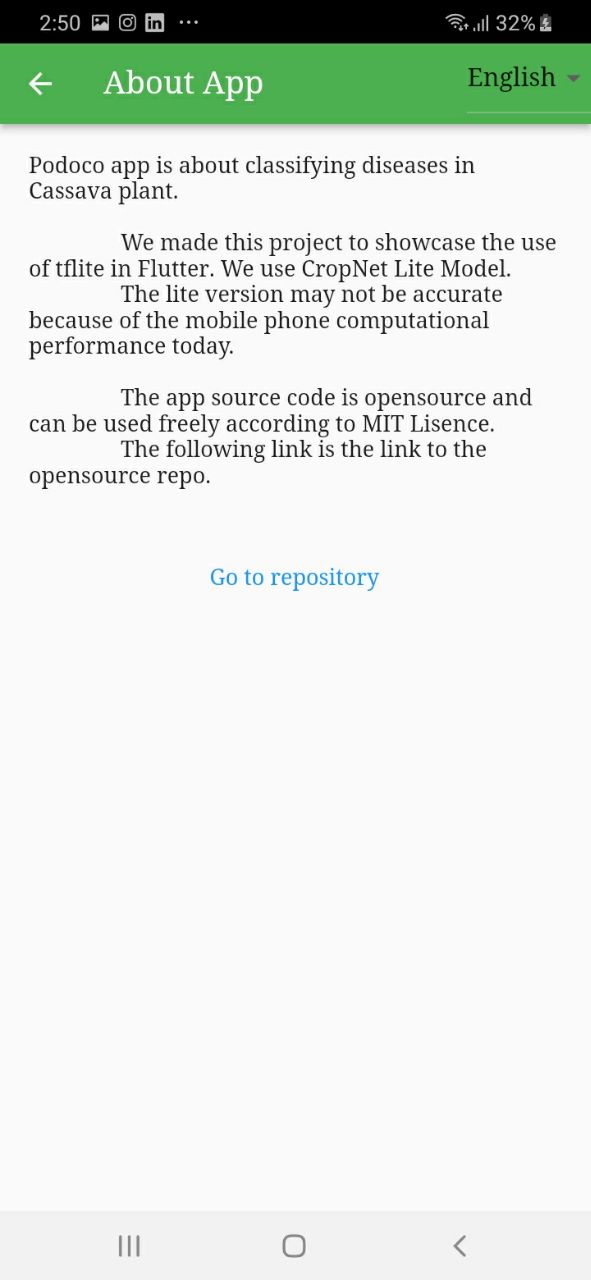 2:50
32%
About App
English
Podoco app is about classifying diseases in
Cassava plant.
We made this project to showcase the use
of tflite in Flutter. We use CropNet Lite Model.
The lite version may not be accurate
because of the mobile phone computational
performance today.
The app source code is opensource and
can be used freely according to MIT Lisence.
The following link is the link to the
opensource repo.
Go to repository